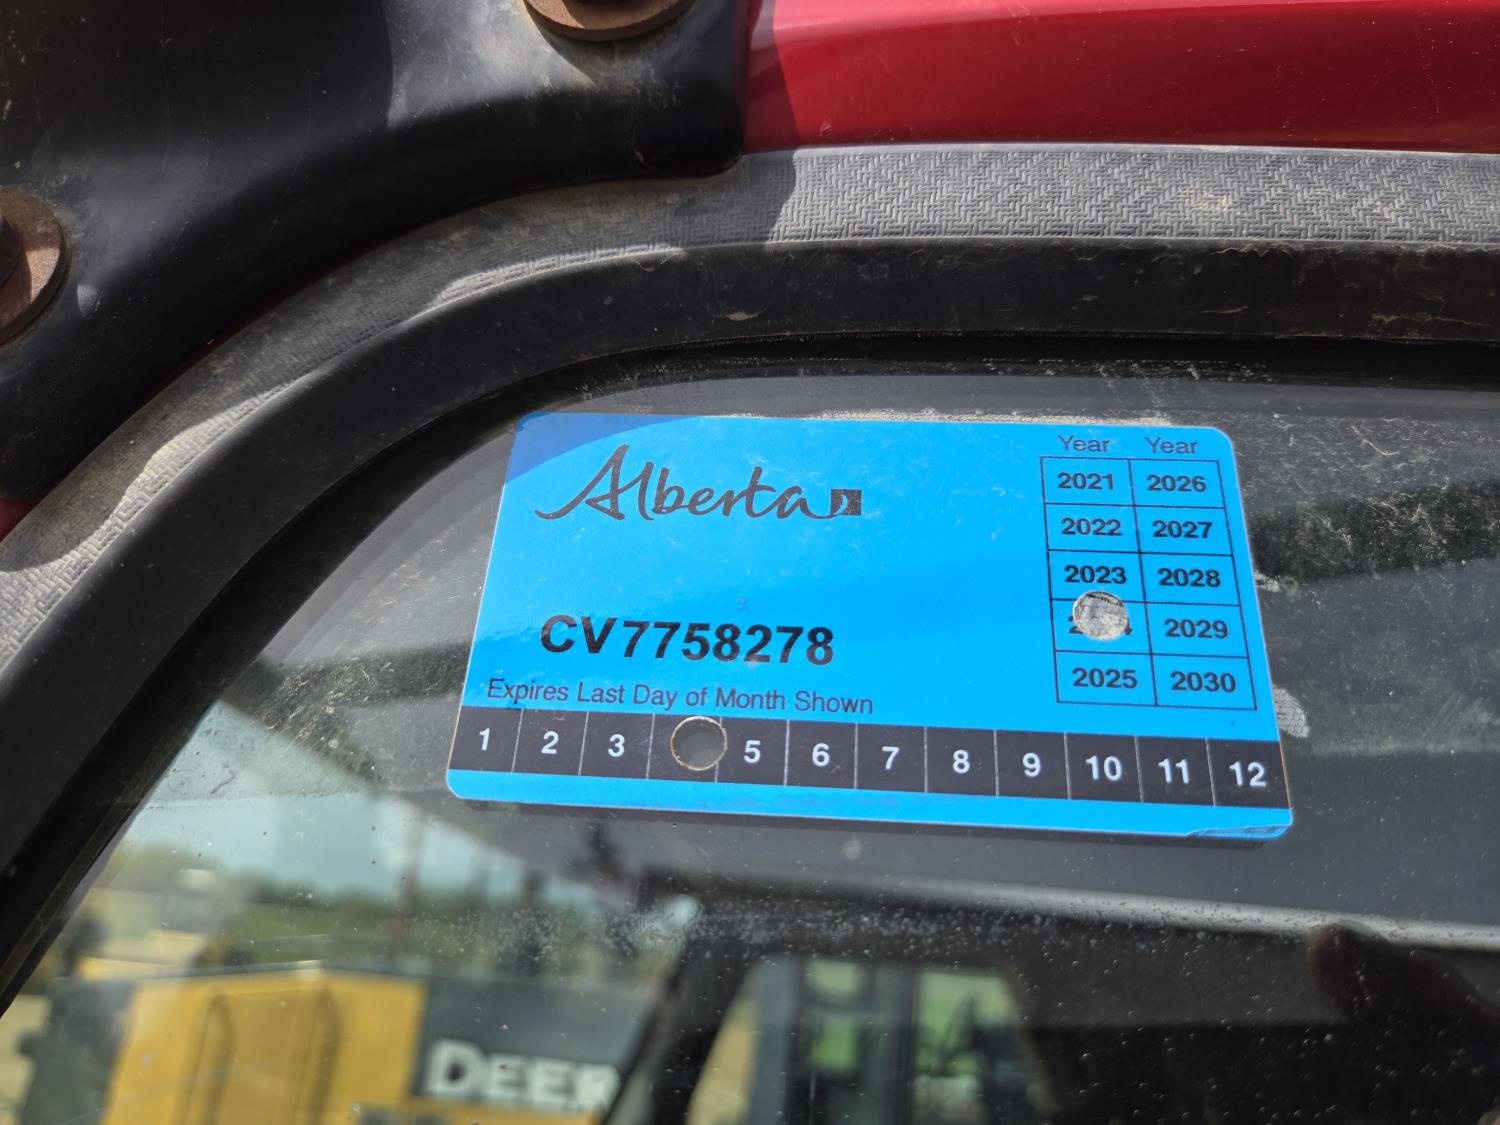 Alberta
Year Year
2021 2026
2022 2027
2023 2028
2029
2025 2030
CV7758278
Expires Last Day of Month Shown
1 2 3 5 6 7 8 9 10 11 12
DEER